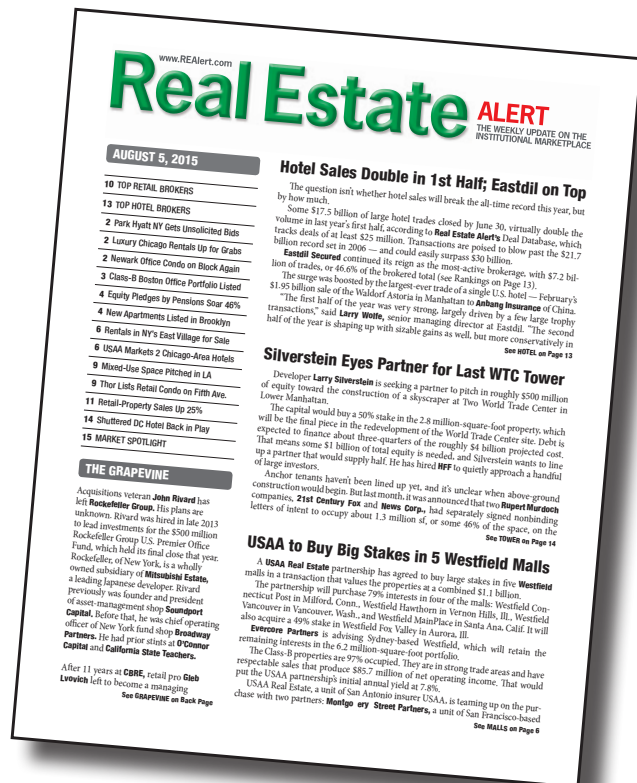 www.REAlert.com
Real Estate
ALERT
THE WEEKLY UPDATE ON THE
INSTITUTIONAL MARKETPLACE
AUGUST 5, 2015
10 TOP RETAIL BROKERS
13 TOP HOTEL BROKERS
2 Park Hyatt NY Gets Unsolicited Bids
2 Luxury Chicago Rentals Up for Grabs
2 Newark Office Condo on Block Again
3 Class-B Boston Office Portfolio Listed
4 Equity Pledges by Pensions Soar 46%
4 New Apartments Listed in Brooklyn
6 Rentals in NY's East Village for Sale
6 USAA Markets 2 Chicago-Area Hotels
9 Mixed-Use Space Pitched in LA
9 Thor Lists Retail Condo on Fifth Ave.
11 Retail-Property Sales Up 25%
14 Shuttered DC Hotel Back in Play
15 MARKET SPOTLIGHT
THE GRAPEVINE
Acquisitions veteran John Rivard has
left Rockefeller Group. His plans are
unknown. Rivard was hired in late 2013
to lead investments for the $500 million
Rockefeller Group U.S. Premier Office
Fund, which held its final close that year.
Rockefeller, of New York, is a wholly
owned subsidiary of Mitsubishi Estate,
a leading Japanese developer. Rivard
previously was founder and president
of asset-management shop Soundport
Capital. Before that, he was chief operating
officer of New York fund shop Broadway
Partners. He had prior stints at O'Connor
Capital and California State Teachers.
After 11 years at CBRE, retail pro Gleb
Lvovich left to become a managing
See GRAPEVINE on Back Page
Hotel Sales Double in 1st Half; Eastdil on Top
The question isn't whether hotel sales will break the all-time record this year, but
by how much.
Some $17.5 billion of large hotel trades closed by June 30, virtually double the
volume in last year's first half, according to Real Estate Alert's Deal Database, which
tracks deals of at least $25 million. Transactions are poised to blow past the $21.7
billion record set in 2006 — and could easily surpass $30 billion.
Eastdil Secured continued its reign as the most-active brokerage, with $7.2 bil-
lion of trades, or 46.6% of the brokered total (see Rankings on Page 13).
The surge was boosted by the largest-ever trade of a single U.S. hotel — February's
$1.95 billion sale of the Waldorf Astoria in Manhattan to Anbang Insurance of China.
"The first half of the year was very strong, largely driven by a few large trophy
transactions," said Larry Wolfe, senior managing director at Eastdil. "The second
half of the year is shaping up with sizable gains as well, but more conservatively in
See HOTEL on Page 13
Silverstein Eyes Partner for Last WTC Tower
Developer Larry Silverstein is seeking a partner to pitch in roughly $500 million
of equity toward the construction of a skyscraper at Two World Trade Center in
Lower Manhattan.
The capital would buy a 50% stake in the 2.8 million-square-foot property, which
will be the final piece in the redevelopment of the World Trade Center site. Debt is
expected to finance about three-quarters of the roughly $4 billion projected cost.
That means some $1 billion of total equity is needed, and Silverstein wants to line
up a partner that would supply half. He has hired HFF to quietly approach a handful
of large investors.
Anchor tenants haven't been lined up yet, and it's unclear when above-ground
construction would begin. But last month, it was announced that two Rupert Murdoch
companies, 21st Century Fox and News Corp., had separately signed nonbinding
letters of intent to occupy about 1.3 million sf, or some 46% of the space, on the
See TOWER on Page 14
USAA to Buy Big Stakes in 5 Westfield Malls
A USAA Real Estate partnership has agreed to buy large stakes in five Westfield
malls in a transaction that values the properties at a combined $1.1 billion.
The partnership will purchase 79% interests in four of the malls: Westfield Con-
necticut Post in Milford, Conn., Westfield Hawthorn in Vernon Hills, Ill., Westfield
Vancouver in Vancouver, Wash., and Westfield MainPlace in Santa Ana, Calif. It will
also acquire a 49% stake in Westfield Fox Valley in Aurora, Ill.
Evercore Partners is advising Sydney-based Westfield, which will retain the
remaining interests in the 6.2 million-square-foot portfolio.
The Class-B properties are 97% occupied. They are in strong trade areas and have
respectable sales that produce $85.7 million of net operating income. That would
put the USAA partnership's initial annual yield at 7.8%.
USAA Real Estate, a unit of San Antonio insurer USAA, is teaming up on the pur-
chase with two partners: Montgo ery Street Partners, a unit of San Francisco-based
See MALLS on Page 6